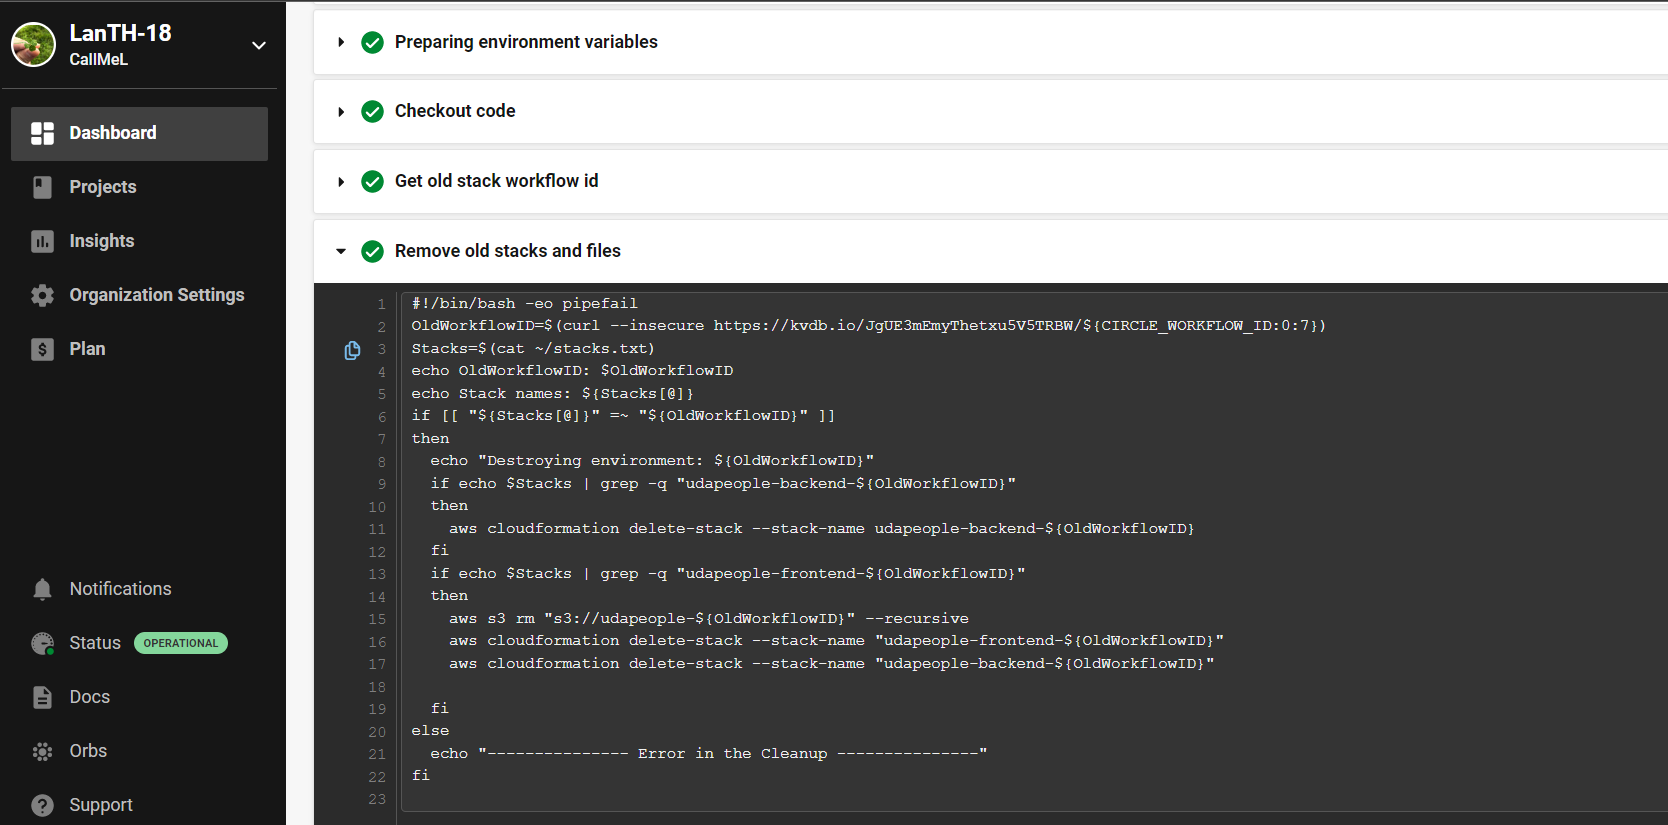 LanTH-18
CallMeL
Dashboard
Projects
Insights
Organization Settings
Plan
Notifications
Status OPERATIONAL
Docs
Orbs
Support
Preparing environment variables
Checkout code
Get old stack workflow id
Remove old stacks and files
1 #!/bin/bash -eo pipefail
2 OldWorkflowID=$(curl --insecure https://kvdb.io/JgUE3mEmyThetxu5V5TRBW/${CIRCLE_WORKFLOW_ID:0:7})
3 Stacks=$(cat ~/stacks.txt)
4 echo OldWorkflowID: $OldWorkflowID
5 echo Stack names: ${Stacks[@]}
6 if [[ "${Stacks[@]}" =~ "${OldWorkflowID}" ]]
7 then
8   echo "Destroying environment: ${OldWorkflowID}"
9   if echo $Stacks | grep -q "udapeople-backend-${OldWorkflowID}"
10   then
11     aws cloudformation delete-stack --stack-name udapeople-backend-${OldWorkflowID}
12   fi
13   if echo $Stacks | grep -q "udapeople-frontend-${OldWorkflowID}"
14   then
15     aws s3 rm "s3://udapeople-${OldWorkflowID}" --recursive
16     aws cloudformation delete-stack --stack-name "udapeople-frontend-${OldWorkflowID}"
17     aws cloudformation delete-stack --stack-name "udapeople-backend-${OldWorkflowID}"
18
19   fi
20 else
21   echo "--------------- Error in the Cleanup ---------------"
22 fi
23